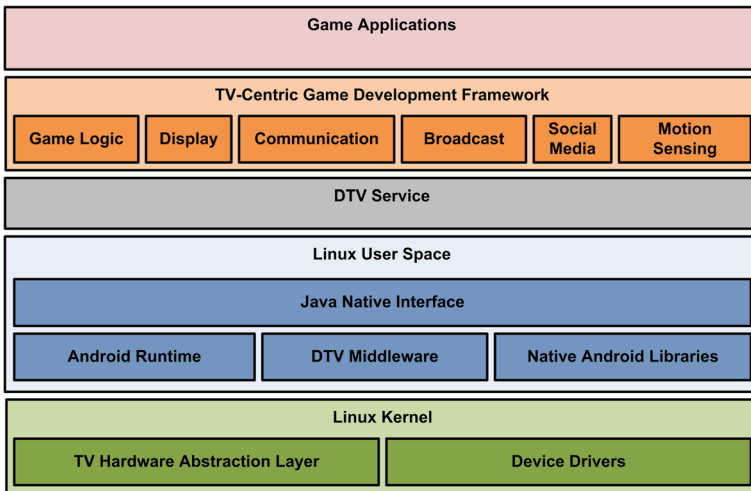 Game Applications
TV-Centric Game Development Framework
Game Logic
Display
Communication
Broadcast
Social
Media
Motion
Sensing
DTV Service
Linux User Space
Java Native Interface
Android Runtime
DTV Middleware
Native Android Libraries
Linux Kernel
TV Hardware Abstraction Layer
Device Drivers